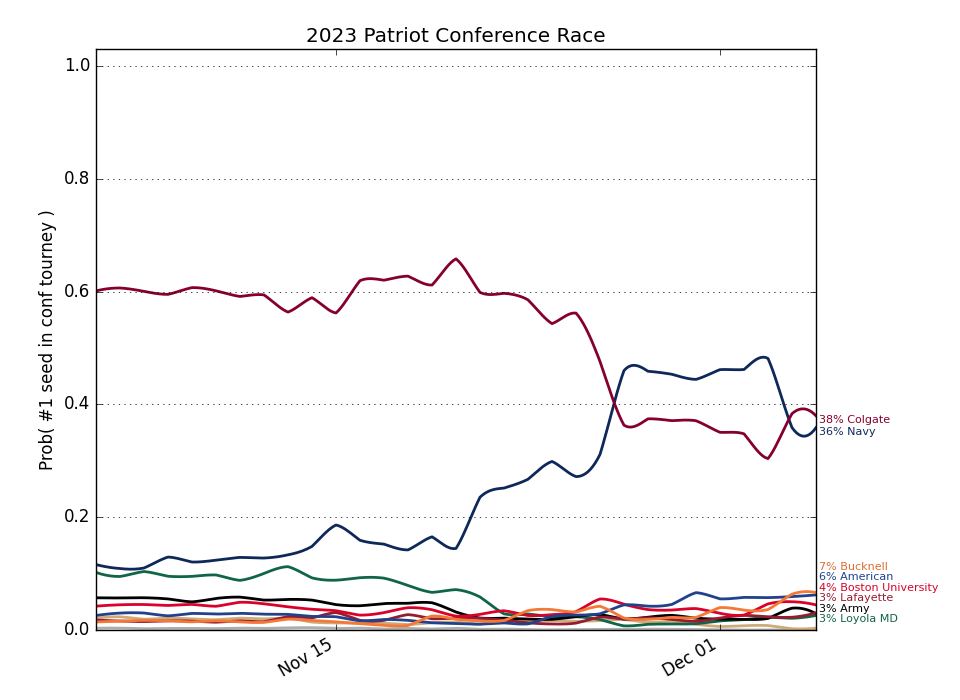 2023 Patriot Conference Race
Prob( #1 seed in conf tourney )
1.0
0.8
0.6
0.4
0.2
0.0
Nov 15
Dec 01
38% Colgate
36% Navy
7% Bucknell
6% American
4% Boston University
3% Lafayette
3% Army
3% Loyola MD